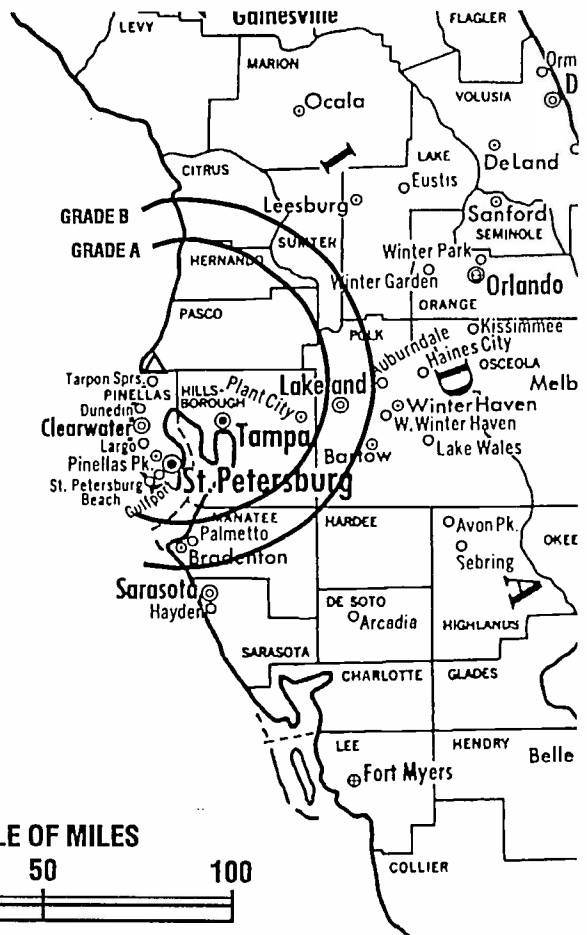 Gainesville
LEVY
FLAGLER
MARION
Orm
D
VOLUSIA
Ocala
I
CITRUS
LAKE
DeLand
Eustis
Leesburg
Sanford
GRADE B
SEMINOLE
SUMTER
GRADE A
HERNANDO
Winter Park
Winter Garden
Orlando
ORANGE
PASCO
Kissimmee
POLK
Auburndale
Haines City
OSCEOLA
Tarpon Sprs.
PINELLAS
HILLS-
BOROUGH
Plant City
Lakeland
D
Melb
Dunedin
Winter Haven
Clearwater
Tampa
W. Winter Haven
Largo
Bartow
Lake Wales
Pinellas Pk.
St. Petersburg
St. Petersburg
Beach
Gulfport
MANATEE
HARDEE
Avon Pk.
OKEE
Palmetto
Bradenton
Sebring
A
Sarasota
Hayden
DE SOTO
Arcadia
HIGHLANDS
SARASOTA
CHARLOTTE
GLADES
LEE
HENDRY
Belle
Fort Myers
LE OF MILES
50
100
COLLIER